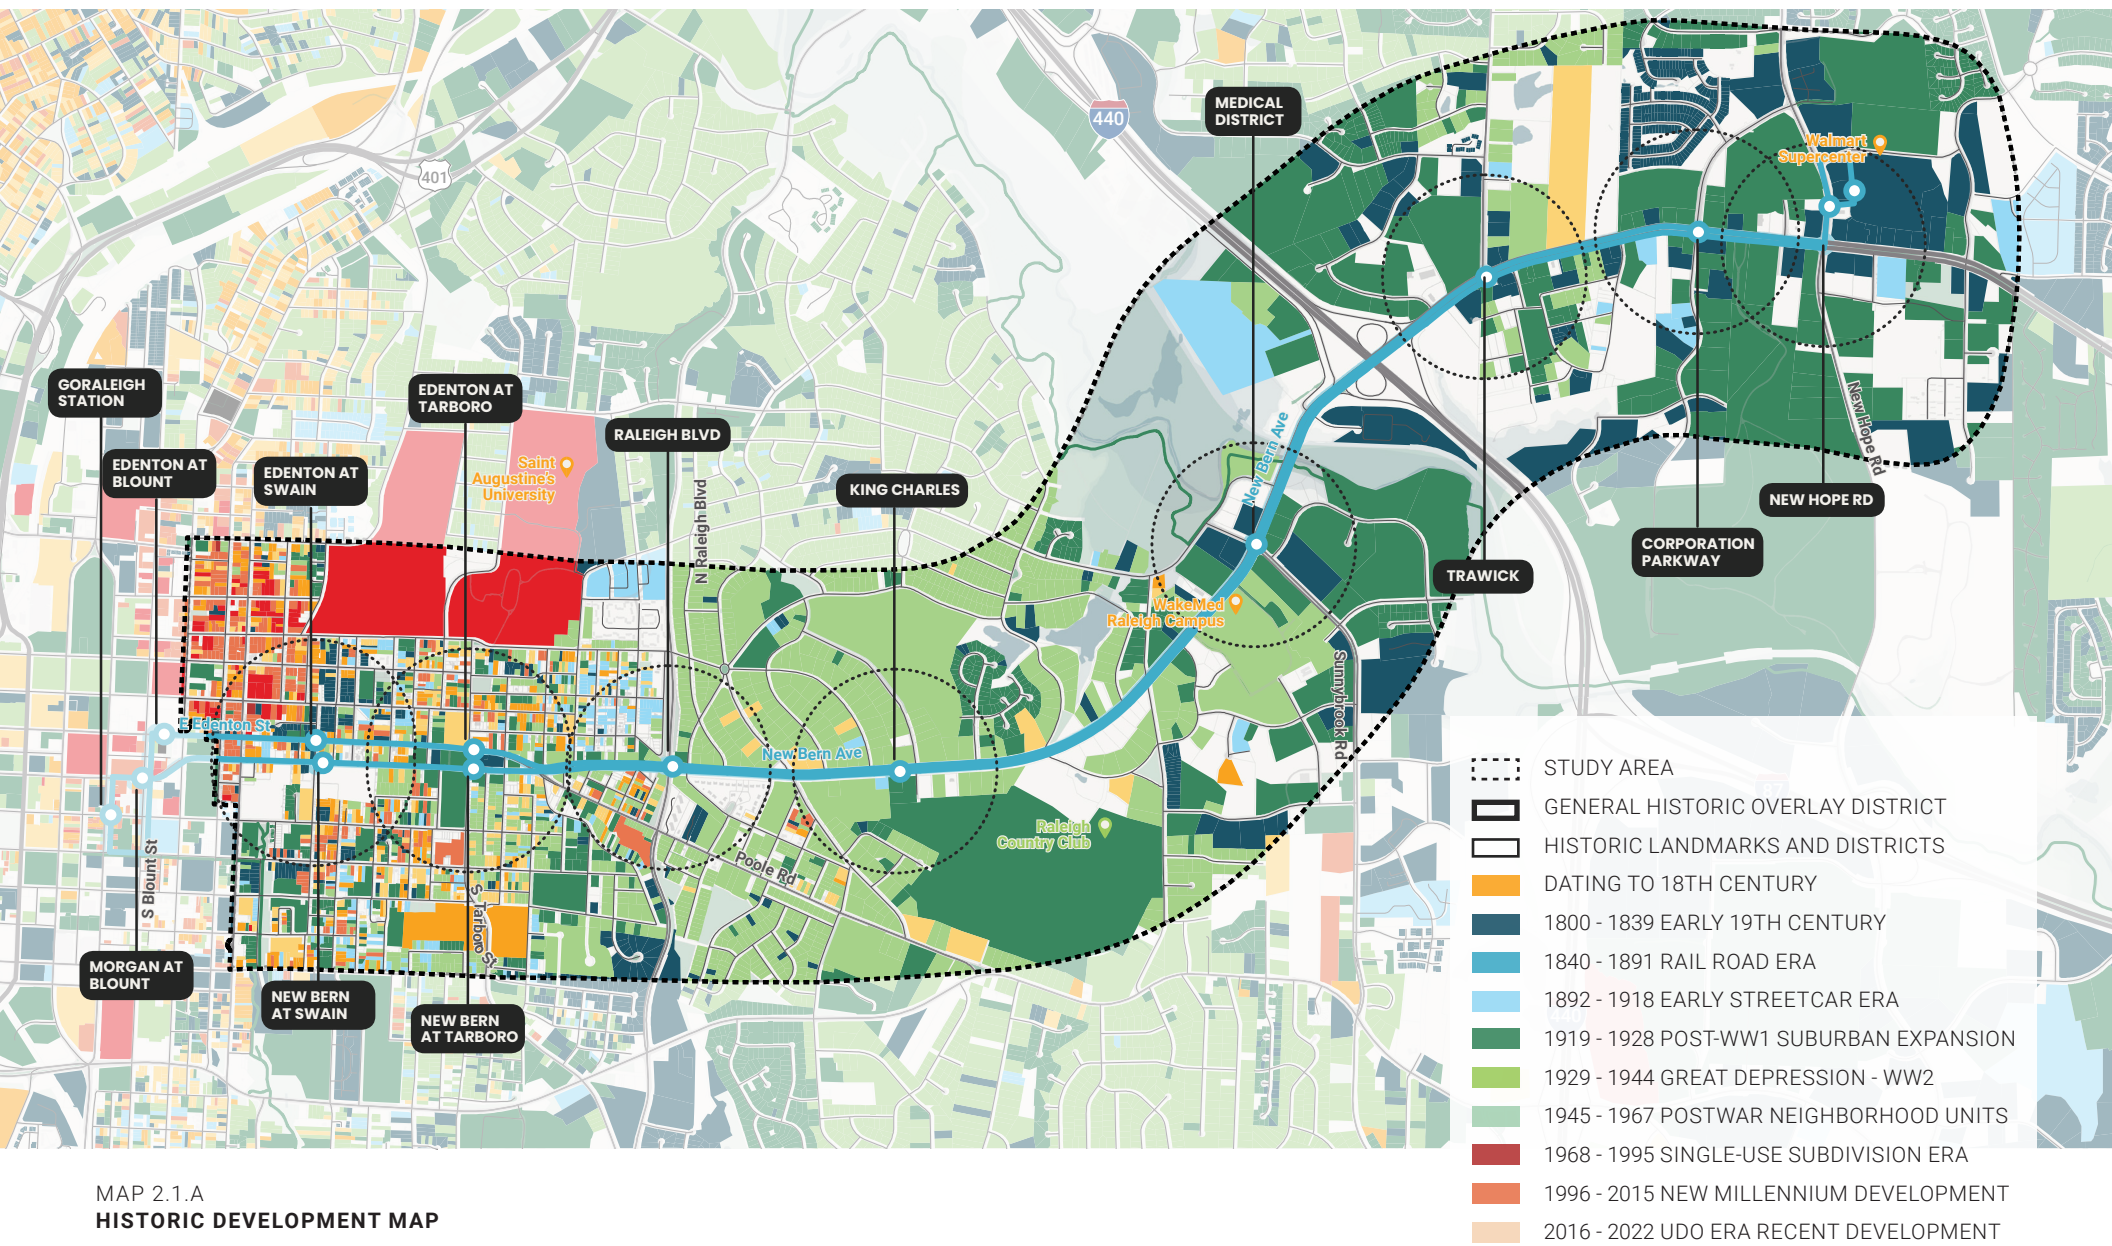 440
401
MEDICAL
DISTRICT
Walmart
Supercenter
GORALEIGH
STATION
EDENTON AT
TARBORO
RALEIGH BLVD
EDENTON AT
BLOUNT
EDENTON AT
SWAIN
Saint
Augustine's
University
KING CHARLES
N Raleigh Blvd
New Bern Ave
New Hope Rd
NEW HOPE RD
CORPORATION
PARKWAY
TRAWICK
WakeMed
Raleigh Campus
Sunnybrook Rd
E Edenton St
New Bern Ave
Raleigh
Country Club
Poole Rd
S Blount St
S Tarboro St
MORGAN AT
BLOUNT
NEW BERN
AT SWAIN
NEW BERN
AT TARBORO
STUDY AREA
87
GENERAL HISTORIC OVERLAY DISTRICT
HISTORIC LANDMARKS AND DISTRICTS
DATING TO 18TH CENTURY
1800 - 1839 EARLY 19TH CENTURY
1840 - 1891 RAIL ROAD ERA
1892 - 1918 EARLY STREETCAR ERA
440
1919 - 1928 POST-WW1 SUBURBAN EXPANSION
1929 - 1944 GREAT DEPRESSION - WW2
1945 - 1967 POSTWAR NEIGHBORHOOD UNITS
1968 - 1995 SINGLE-USE SUBDIVISION ERA
1996 - 2015 NEW MILLENNIUM DEVELOPMENT
2016 - 2022 UDO ERA RECENT DEVELOPMENT
MAP 2.1.A
HISTORIC DEVELOPMENT MAP